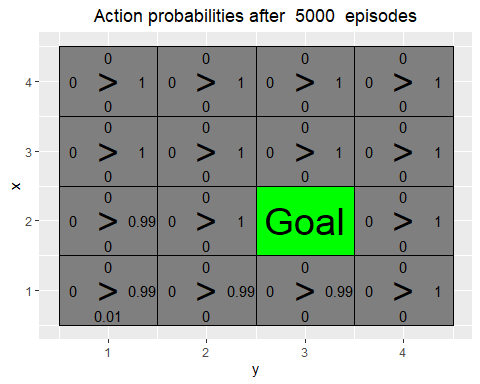 Action probabilities after 5000 episodes
0 0 0 0
4 0 > 1 0 > 1 0 > 1 0 > 1
0 0 0 0
0 0 0 0
3 0 > 1 0 > 1 0 > 1 0 > 1
0 0 0 0
0 0 0
x
2 0 > 0.99 0 > 1 Goal 0 > 1
0 0 0
0 0 0 0
1 0 > 0.99 0 > 0.99 0 > 0.99 0 > 1
0.01 0 0 0
1 2 3 4
y